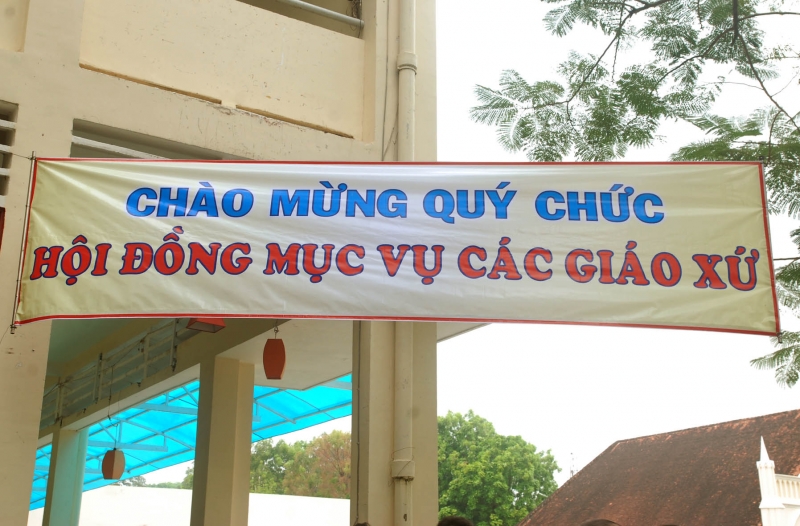 CHÀO MỪNG QUÝ CHỨC
HỘI ĐỒNG MỤC VỤ CÁC GIÁO XỨ